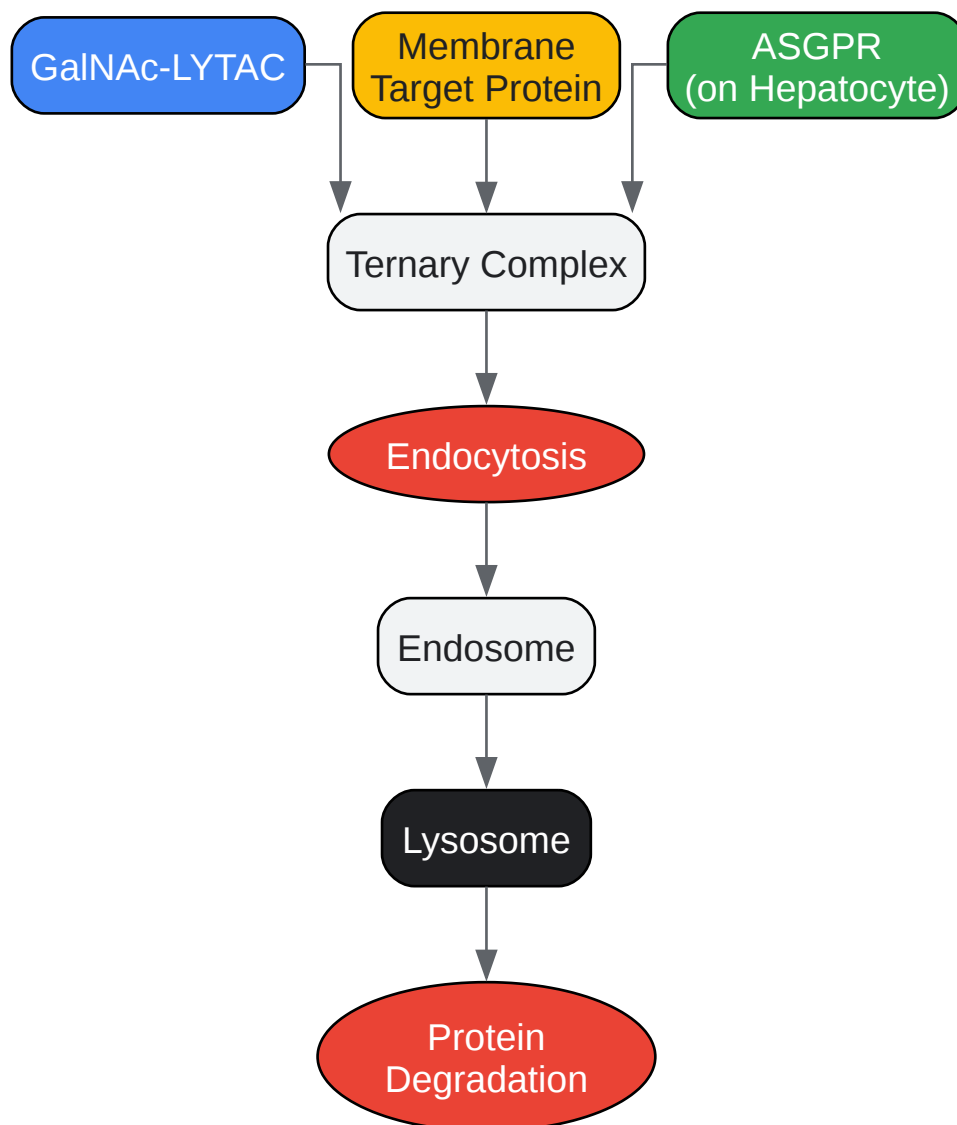 GalNAc-LYTAC
Membrane
Target Protein
ASGPR
(on Hepatocyte)
Ternary Complex
Endocytosis
Endosome
Lysosome
Protein
Degradation